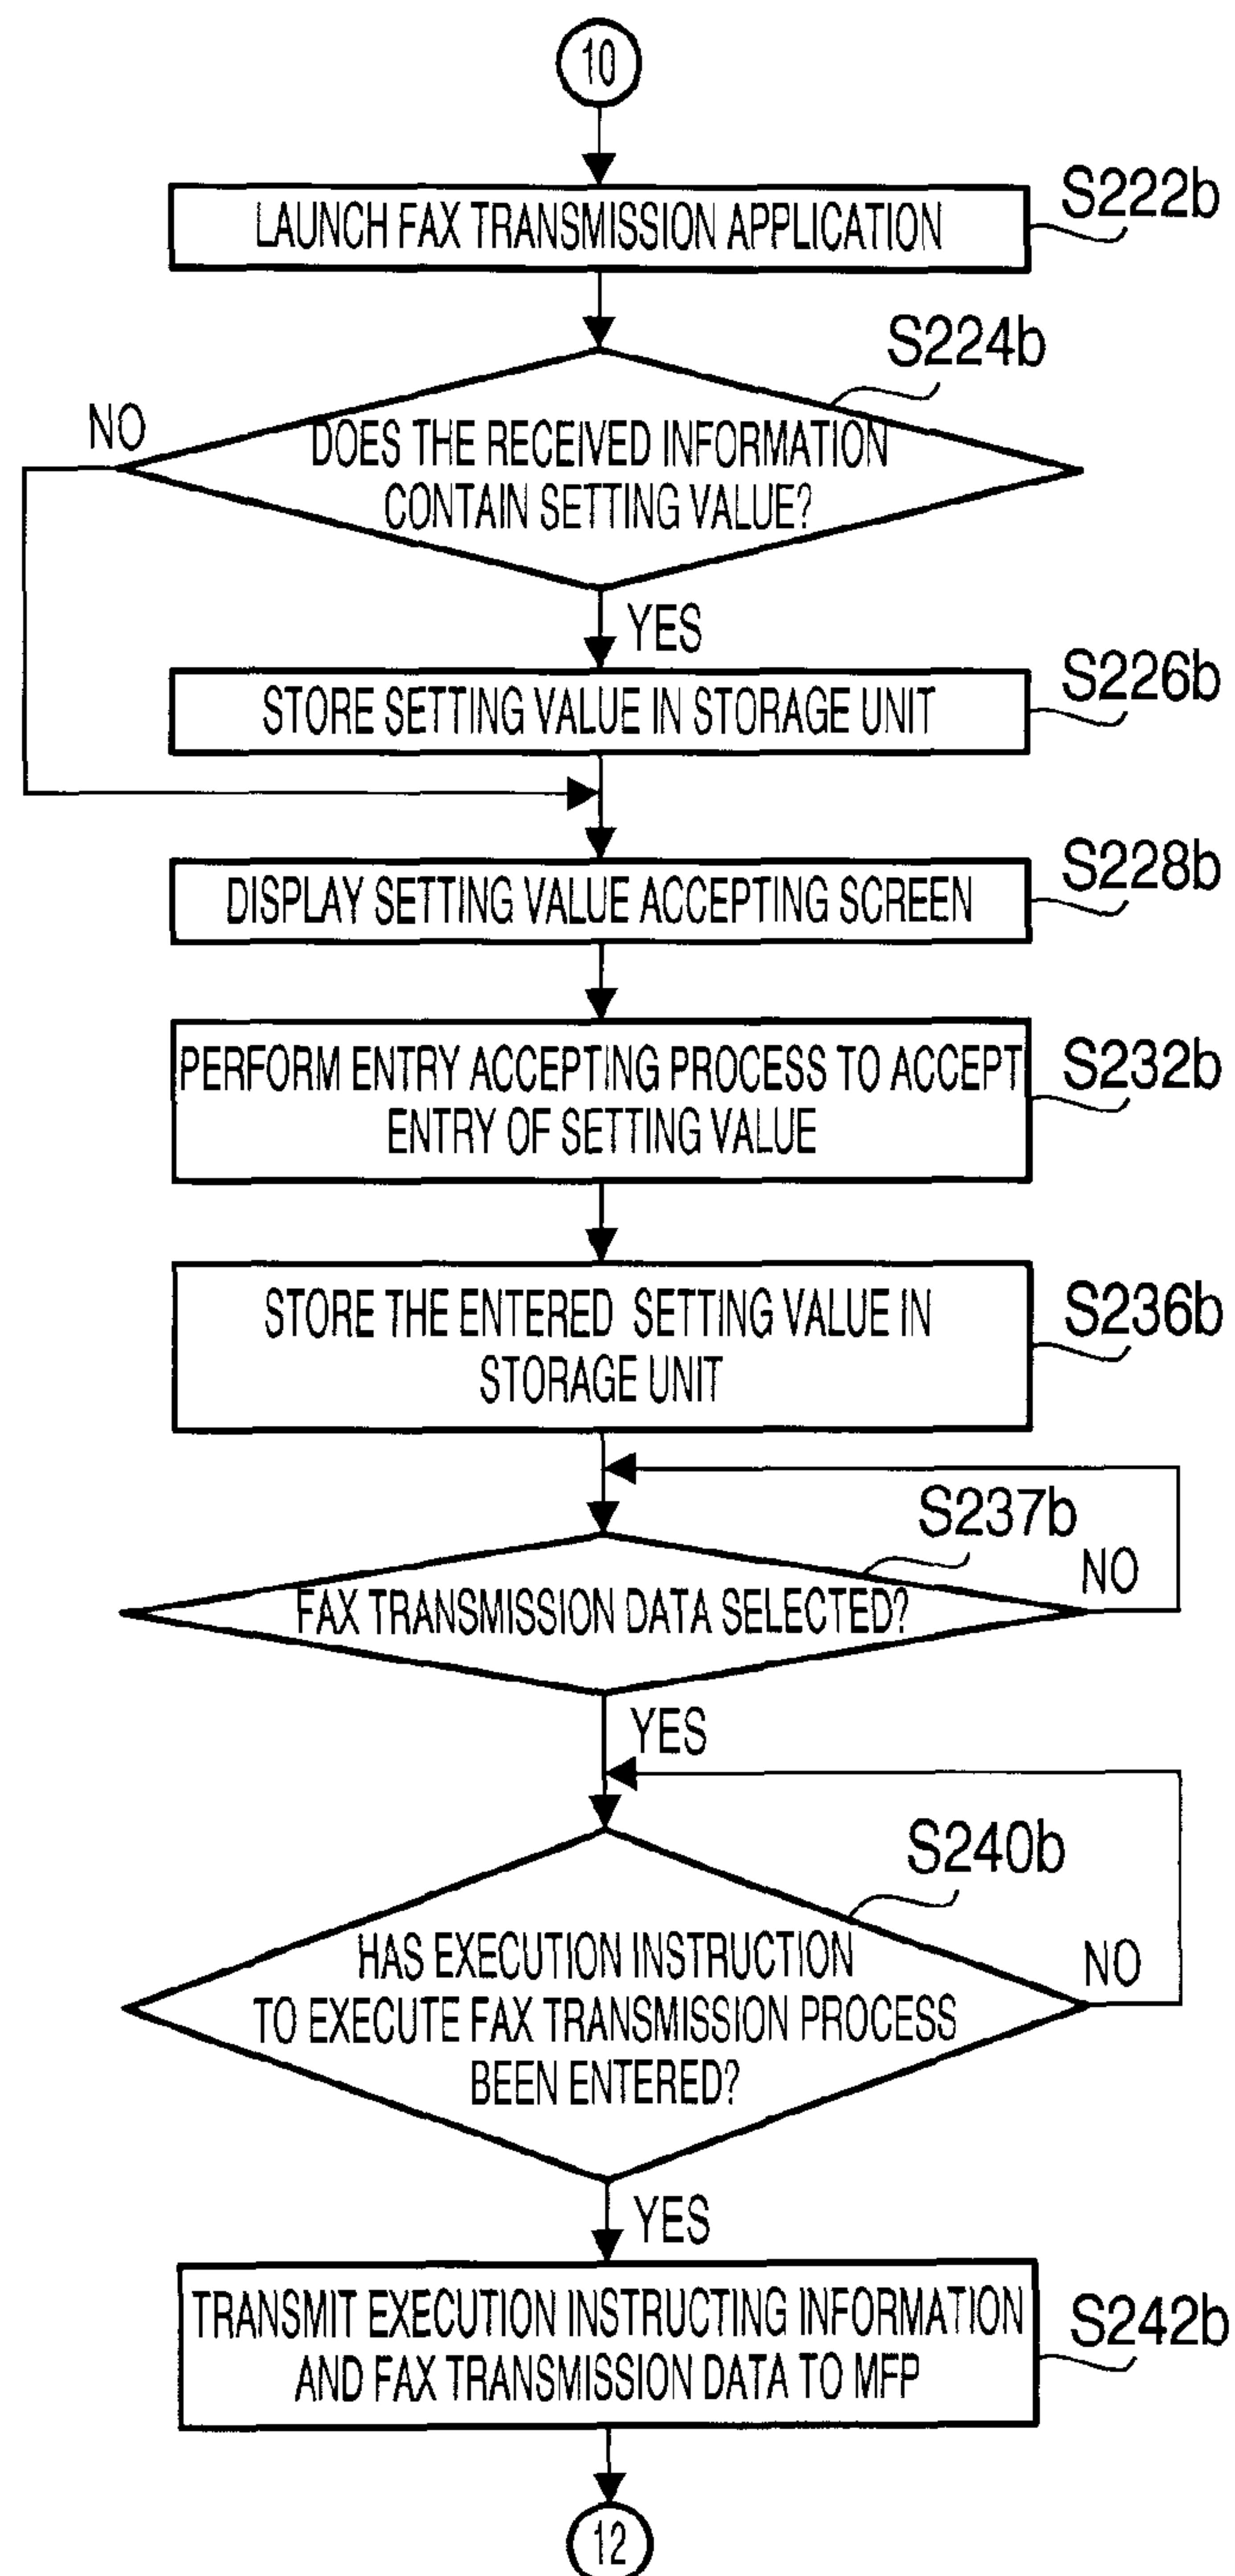 10
LAUNCH FAX TRANSMISSION APPLICATION
S222b
S224b
NO
DOES THE RECEIVED INFORMATION
CONTAIN SETTING VALUE?
YES
STORE SETTING VALUE IN STORAGE UNIT
S226b
DISPLAY SETTING VALUE ACCEPTING SCREEN
S228b
PERFORM ENTRY ACCEPTING PROCESS TO ACCEPT
ENTRY OF SETTING VALUE
S232b
STORE THE ENTERED SETTING VALUE IN
STORAGE UNIT
S236b
S237b
FAX TRANSMISSION DATA SELECTED?
NO
YES
S240b
HAS EXECUTION INSTRUCTION
TO EXECUTE FAX TRANSMISSION PROCESS
BEEN ENTERED?
NO
YES
TRANSMIT EXECUTION INSTRUCTING INFORMATION
AND FAX TRANSMISSION DATA TO MFP
S242b
12